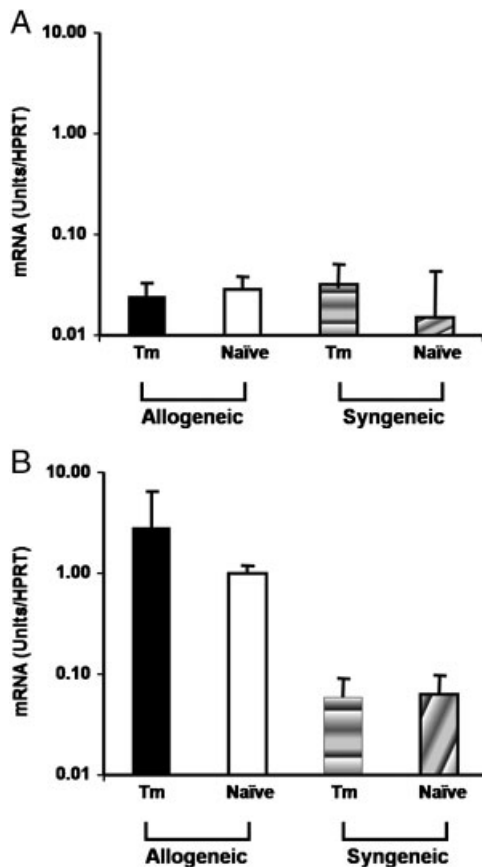 A
mRNA (Units/HPRT)
10.00
1.00
0.10
0.01
Tm Naïve Tm Naïve
Allogeneic Syngeneic
B
mRNA (Units/HPRT)
10.00
1.00
0.10
0.01
Tm Naïve Tm Naïve
Allogeneic Syngeneic